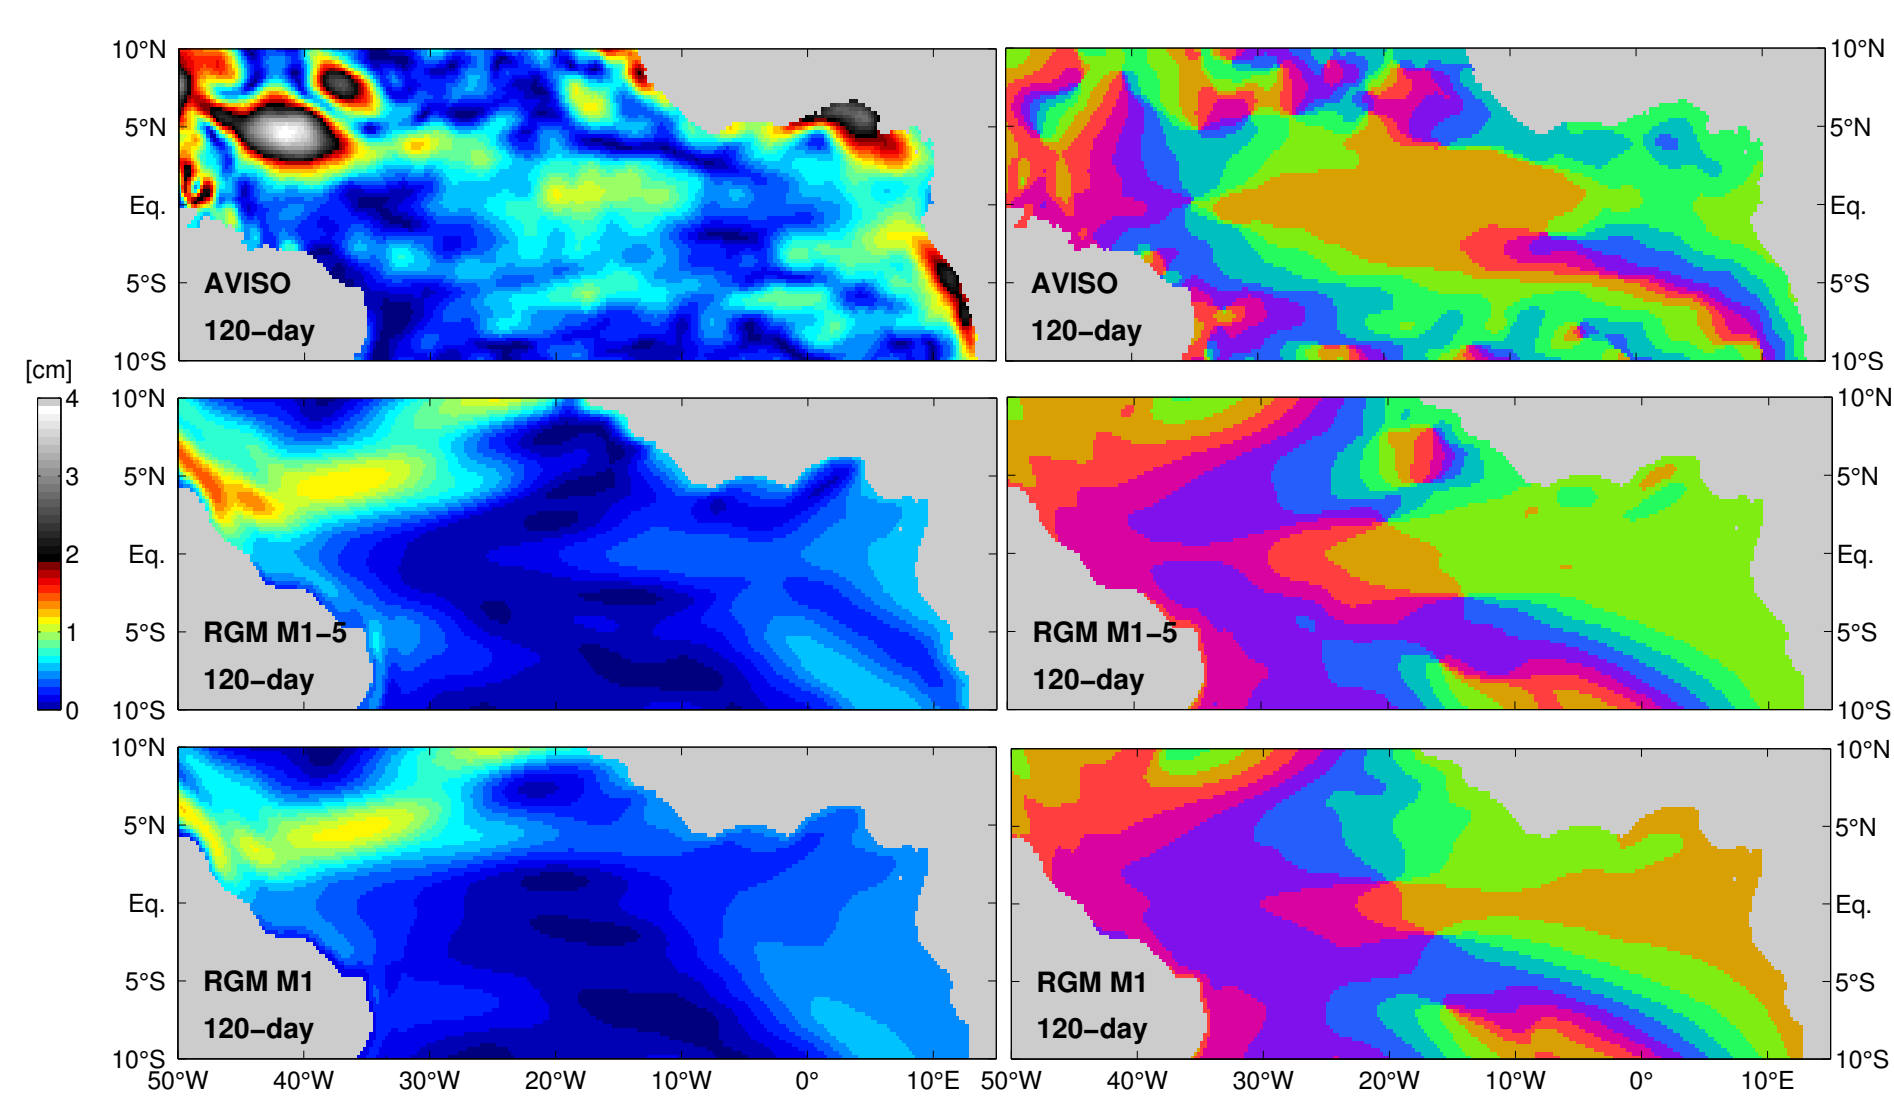 10°N 10°N
5°N 5°N
Eq. Eq.
5°S 5°S
10°S 10°S
AVISO AVISO
120−day 120−day
[cm]
4
3
2
1
0
10°N 10°N
5°N 5°N
Eq. Eq.
5°S 5°S
10°S 10°S
RGM M1−5 RGM M1−5
120−day 120−day
10°N 10°N
5°N 5°N
Eq. Eq.
5°S 5°S
10°S 10°S
RGM M1 RGM M1
120−day 120−day
50°W 40°W 30°W 20°W 10°W 0° 10°E 50°W 40°W 30°W 20°W 10°W 0° 10°E